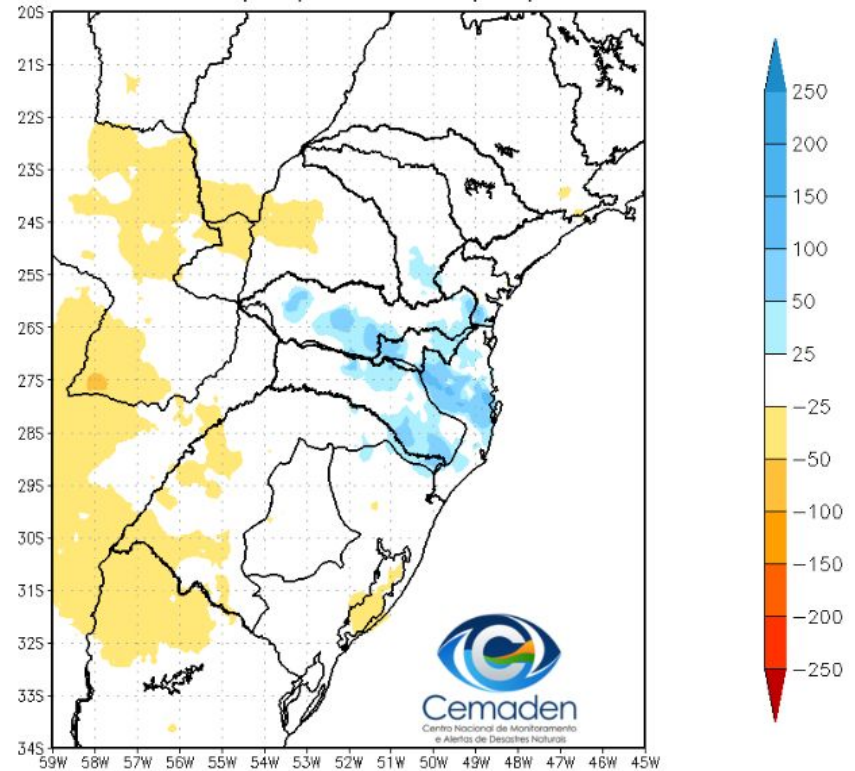 20S
21S
22S
23S
24S
25S
26S
27S
28S
29S
30S
31S
32S
33S
34S
59W 58W 57W 56W 55W 54W 53W 52W 51W 50W 49W 48W 47W 46W 45W
250
200
150
100
50
25
−25
−50
−100
−150
−200
−250
Cemaden
Centro Nacional de Monitoramento
e Alertas de Desastres Naturais